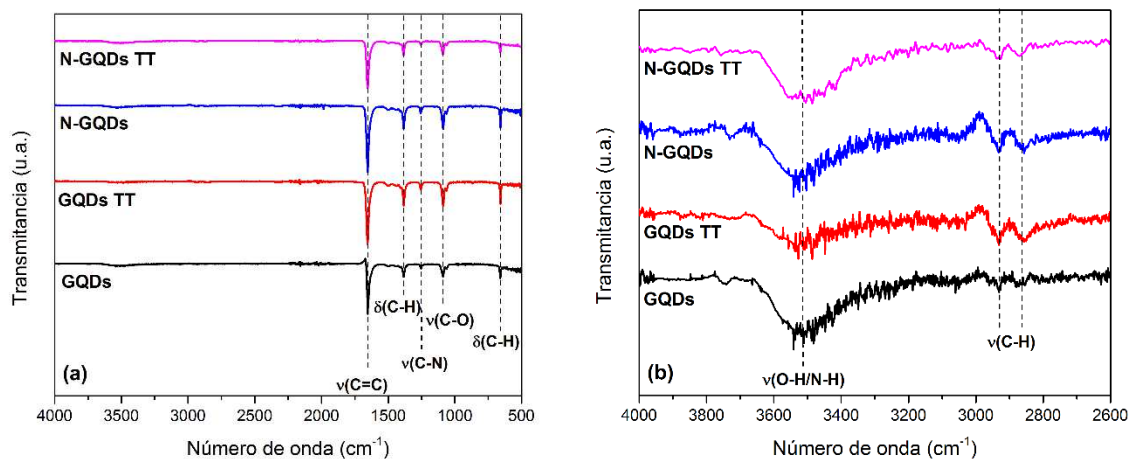 N-GQDs TT
N-GQDs
GQDs TT
GQDs
δ(C-H)
ν(C-O)
δ(C-H)
ν(C-N)
ν(C=C)
(a)
4000 3500 3000 2500 2000 1500 1000 500
Número de onda (cm⁻¹)
Transmitancia (u.a.)
N-GQDs TT
N-GQDs
GQDs TT
GQDs
ν(C-H)
ν(O-H/N-H)
(b)
4000 3800 3600 3400 3200 3000 2800 2600
Número de onda (cm⁻¹)
Transmitancia (u.a.)